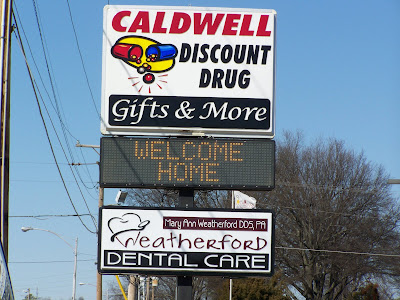 CALDWELL
DISCOUNT
DRUG
Gifts & More
WELCOME
HOME
Mary Ann Weatherford DDS, PA
Weatherford
DENTAL CARE